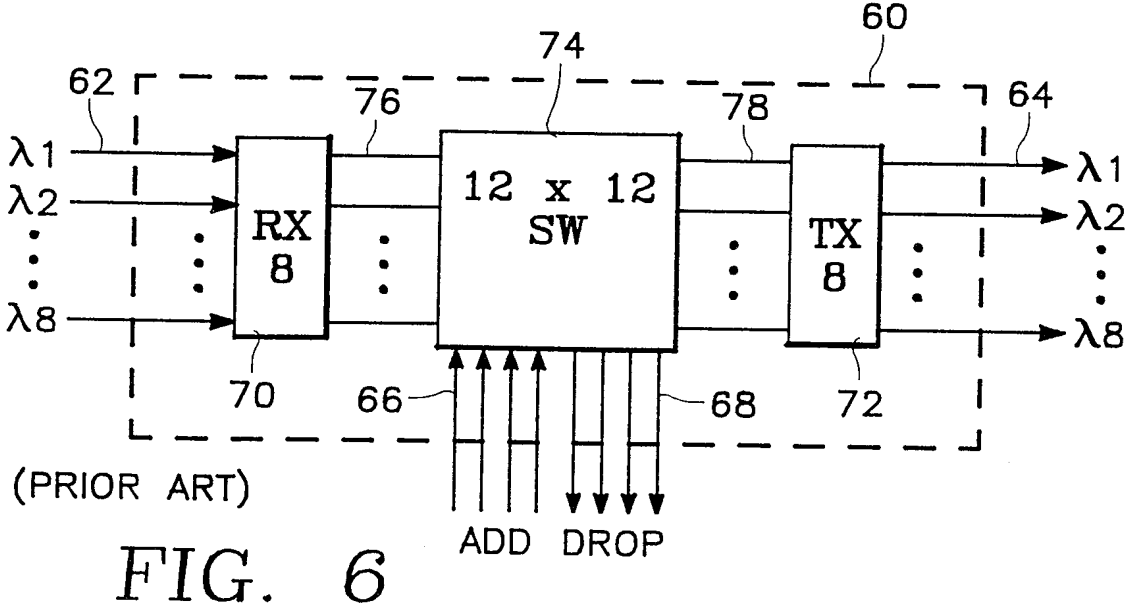 60
74
62
76
78
64
λ1
λ2
λ8
RX
8
12 x 12
SW
TX
8
λ1
λ2
λ8
70
66
68
72
(PRIOR ART)
ADD DROP
FIG. 6